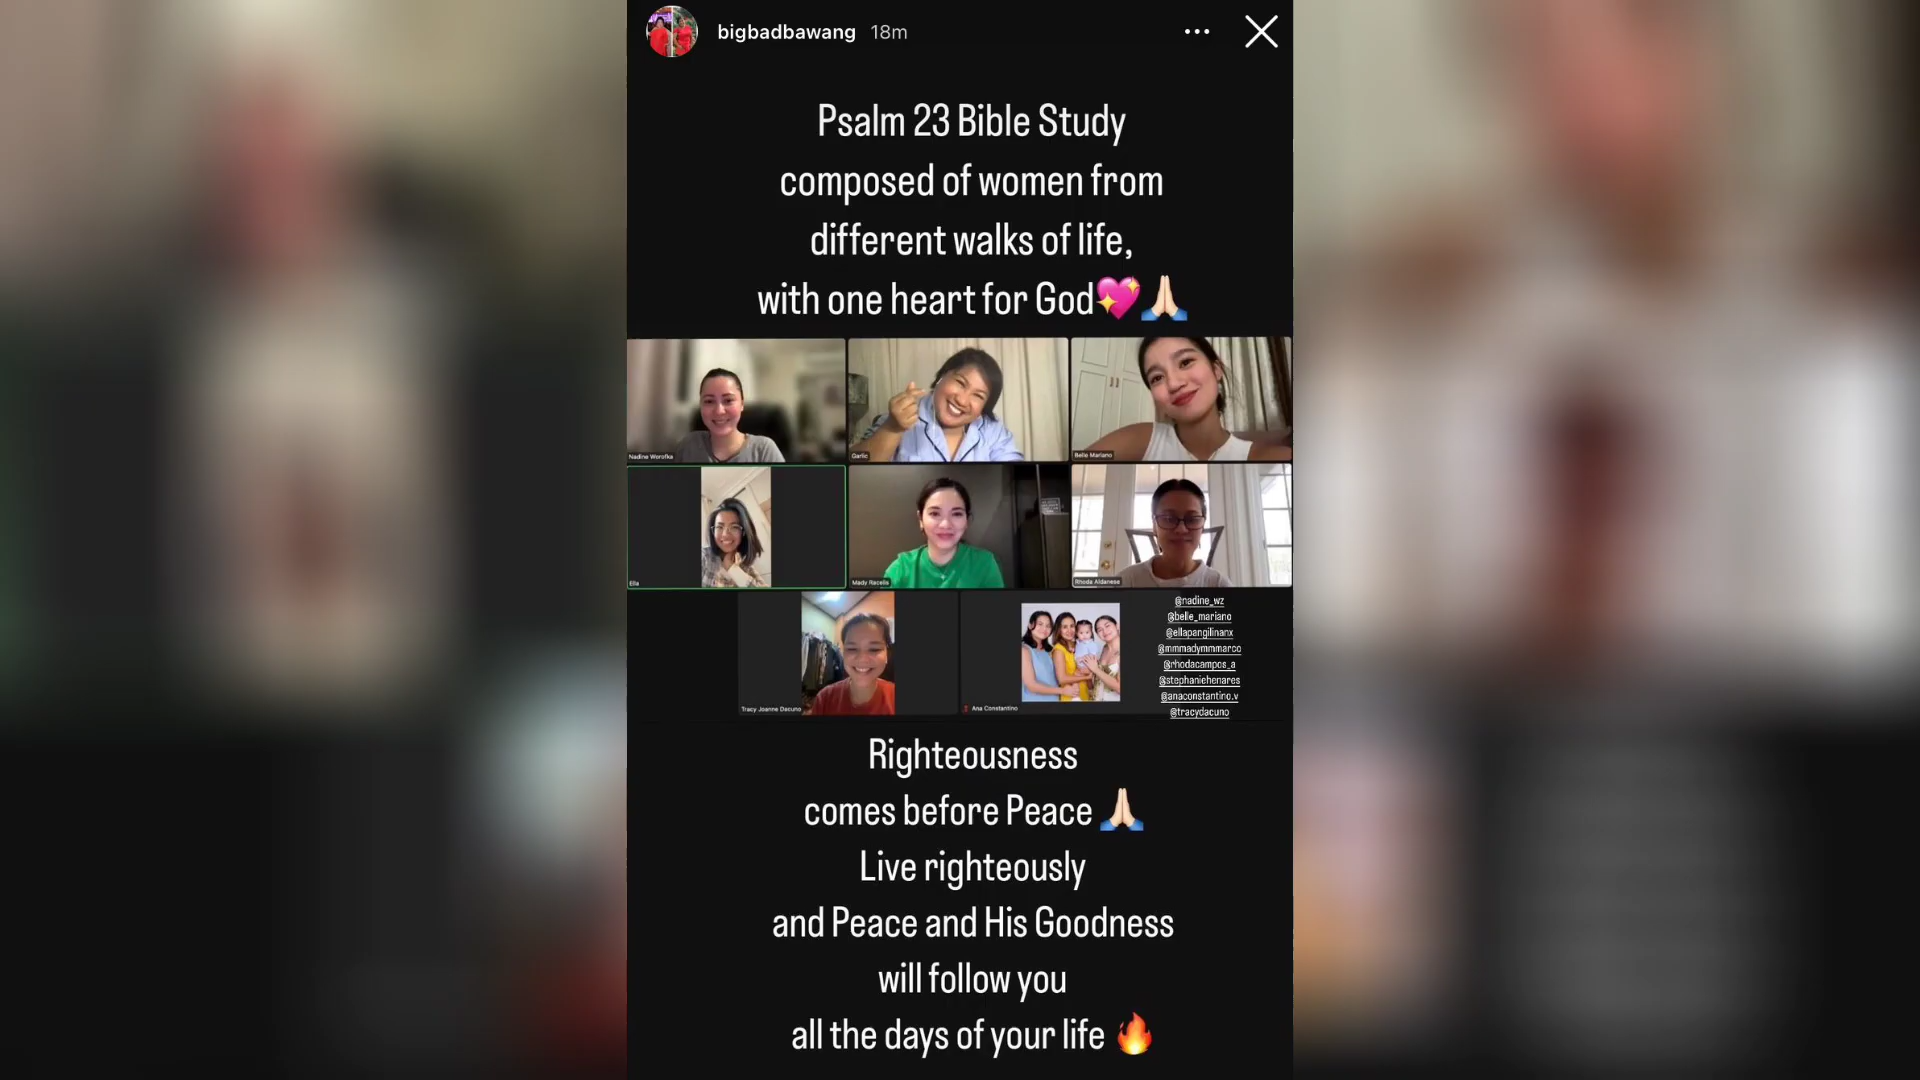 bigbadbawang 18m
Psalm 23 Bible Study
composed of women from
different walks of life,
with one heart for God💖🙏🏻
Nadine Worofka
Garlic
Belle Mariano
Ella
Mady Racelis
Rhoda Aldanese
Tracy Joanne Dacuno
Ana Constantino
@nadine_wz
@belle_mariano
@ellapangilinanx
@mmmadymmmarco
@rhodacampos_a
@stephaniehenares
@anaconstantino.v
@tracydacuno
Righteousness
comes before Peace 🙏🏻
Live righteously
and Peace and His Goodness
will follow you
all the days of your life 🔥